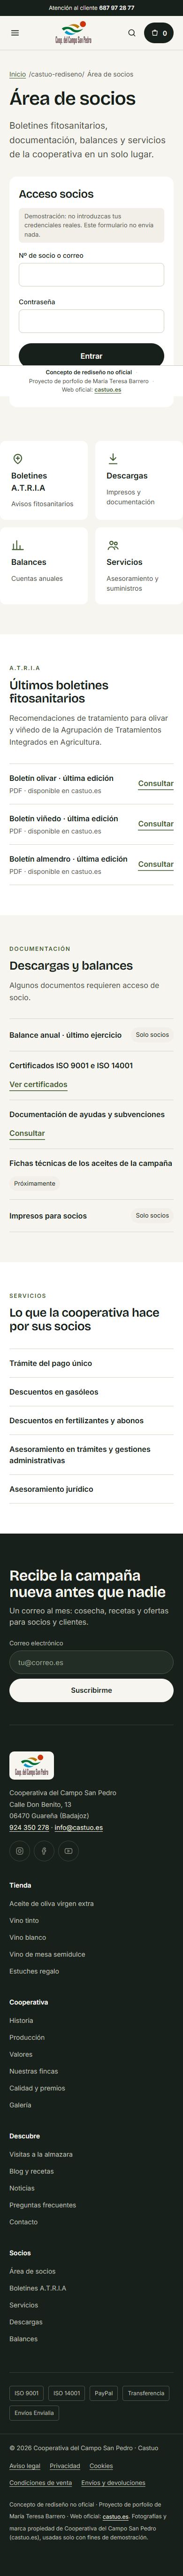 Atención al cliente 687 97 28 77
Coop. del Campo San Pedro
0
Inicio /castuo-rediseno/ Área de socios
Área de socios
Boletines fitosanitarios,
documentación, balances y servicios
de la cooperativa en un solo lugar.
Acceso socios
Demostración: no introduzcas tus
credenciales reales. Este formulario no envía
nada.
Nº de socio o correo
Contraseña
Entrar
Concepto de rediseño no oficial
Proyecto de porfolio de María Teresa Barrero ·
Web oficial: castuo.es
Boletines
A.T.R.I.A
Avisos fitosanitarios
Descargas
Impresos y
documentación
Balances
Cuentas anuales
Servicios
Asesoramiento y
suministros
A.T.R.I.A
Últimos boletines
fitosanitarios
Recomendaciones de tratamiento para olivar
y viñedo de la Agrupación de Tratamientos
Integrados en Agricultura.
Boletín olivar · última edición
PDF · disponible en castuo.es
Consultar
Boletín viñedo · última edición
PDF · disponible en castuo.es
Consultar
Boletín almendro · última edición
PDF · disponible en castuo.es
Consultar
DOCUMENTACIÓN
Descargas y balances
Algunos documentos requieren acceso de
socio.
Balance anual · último ejercicio
Solo socios
Certificados ISO 9001 e ISO 14001
Ver certificados
Documentación de ayudas y subvenciones
Consultar
Fichas técnicas de los aceites de la campaña
Próximamente
Impresos para socios
Solo socios
SERVICIOS
Lo que la cooperativa hace
por sus socios
Trámite del pago único
Descuentos en gasóleos
Descuentos en fertilizantes y abonos
Asesoramiento en trámites y gestiones
administrativas
Asesoramiento jurídico
Recibe la campaña
nueva antes que nadie
Un correo al mes: cosecha, recetas y ofertas
para socios y clientes.
Correo electrónico
tu@correo.es
Suscribirme
Coop. del Campo San Pedro
Cooperativa del Campo San Pedro
Calle Don Benito, 13
06470 Guareña (Badajoz)
924 350 278 · info@castuo.es
Tienda
Aceite de oliva virgen extra
Vino tinto
Vino blanco
Vino de mesa semidulce
Estuches regalo
Cooperativa
Historia
Producción
Valores
Nuestras fincas
Calidad y premios
Galería
Descubre
Visitas a la almazara
Blog y recetas
Noticias
Preguntas frecuentes
Contacto
Socios
Área de socios
Boletines A.T.R.I.A
Servicios
Descargas
Balances
ISO 9001
ISO 14001
PayPal
Transferencia
Envíos Envialia
© 2026 Cooperativa del Campo San Pedro · Castuo
Aviso legal
Privacidad
Cookies
Condiciones de venta
Envíos y devoluciones
Concepto de rediseño no oficial · Proyecto de porfolio de
María Teresa Barrero · Web oficial: castuo.es. Fotografías y
marca propiedad de Cooperativa del Campo San Pedro
(castuo.es), usadas solo con fines de demostración.